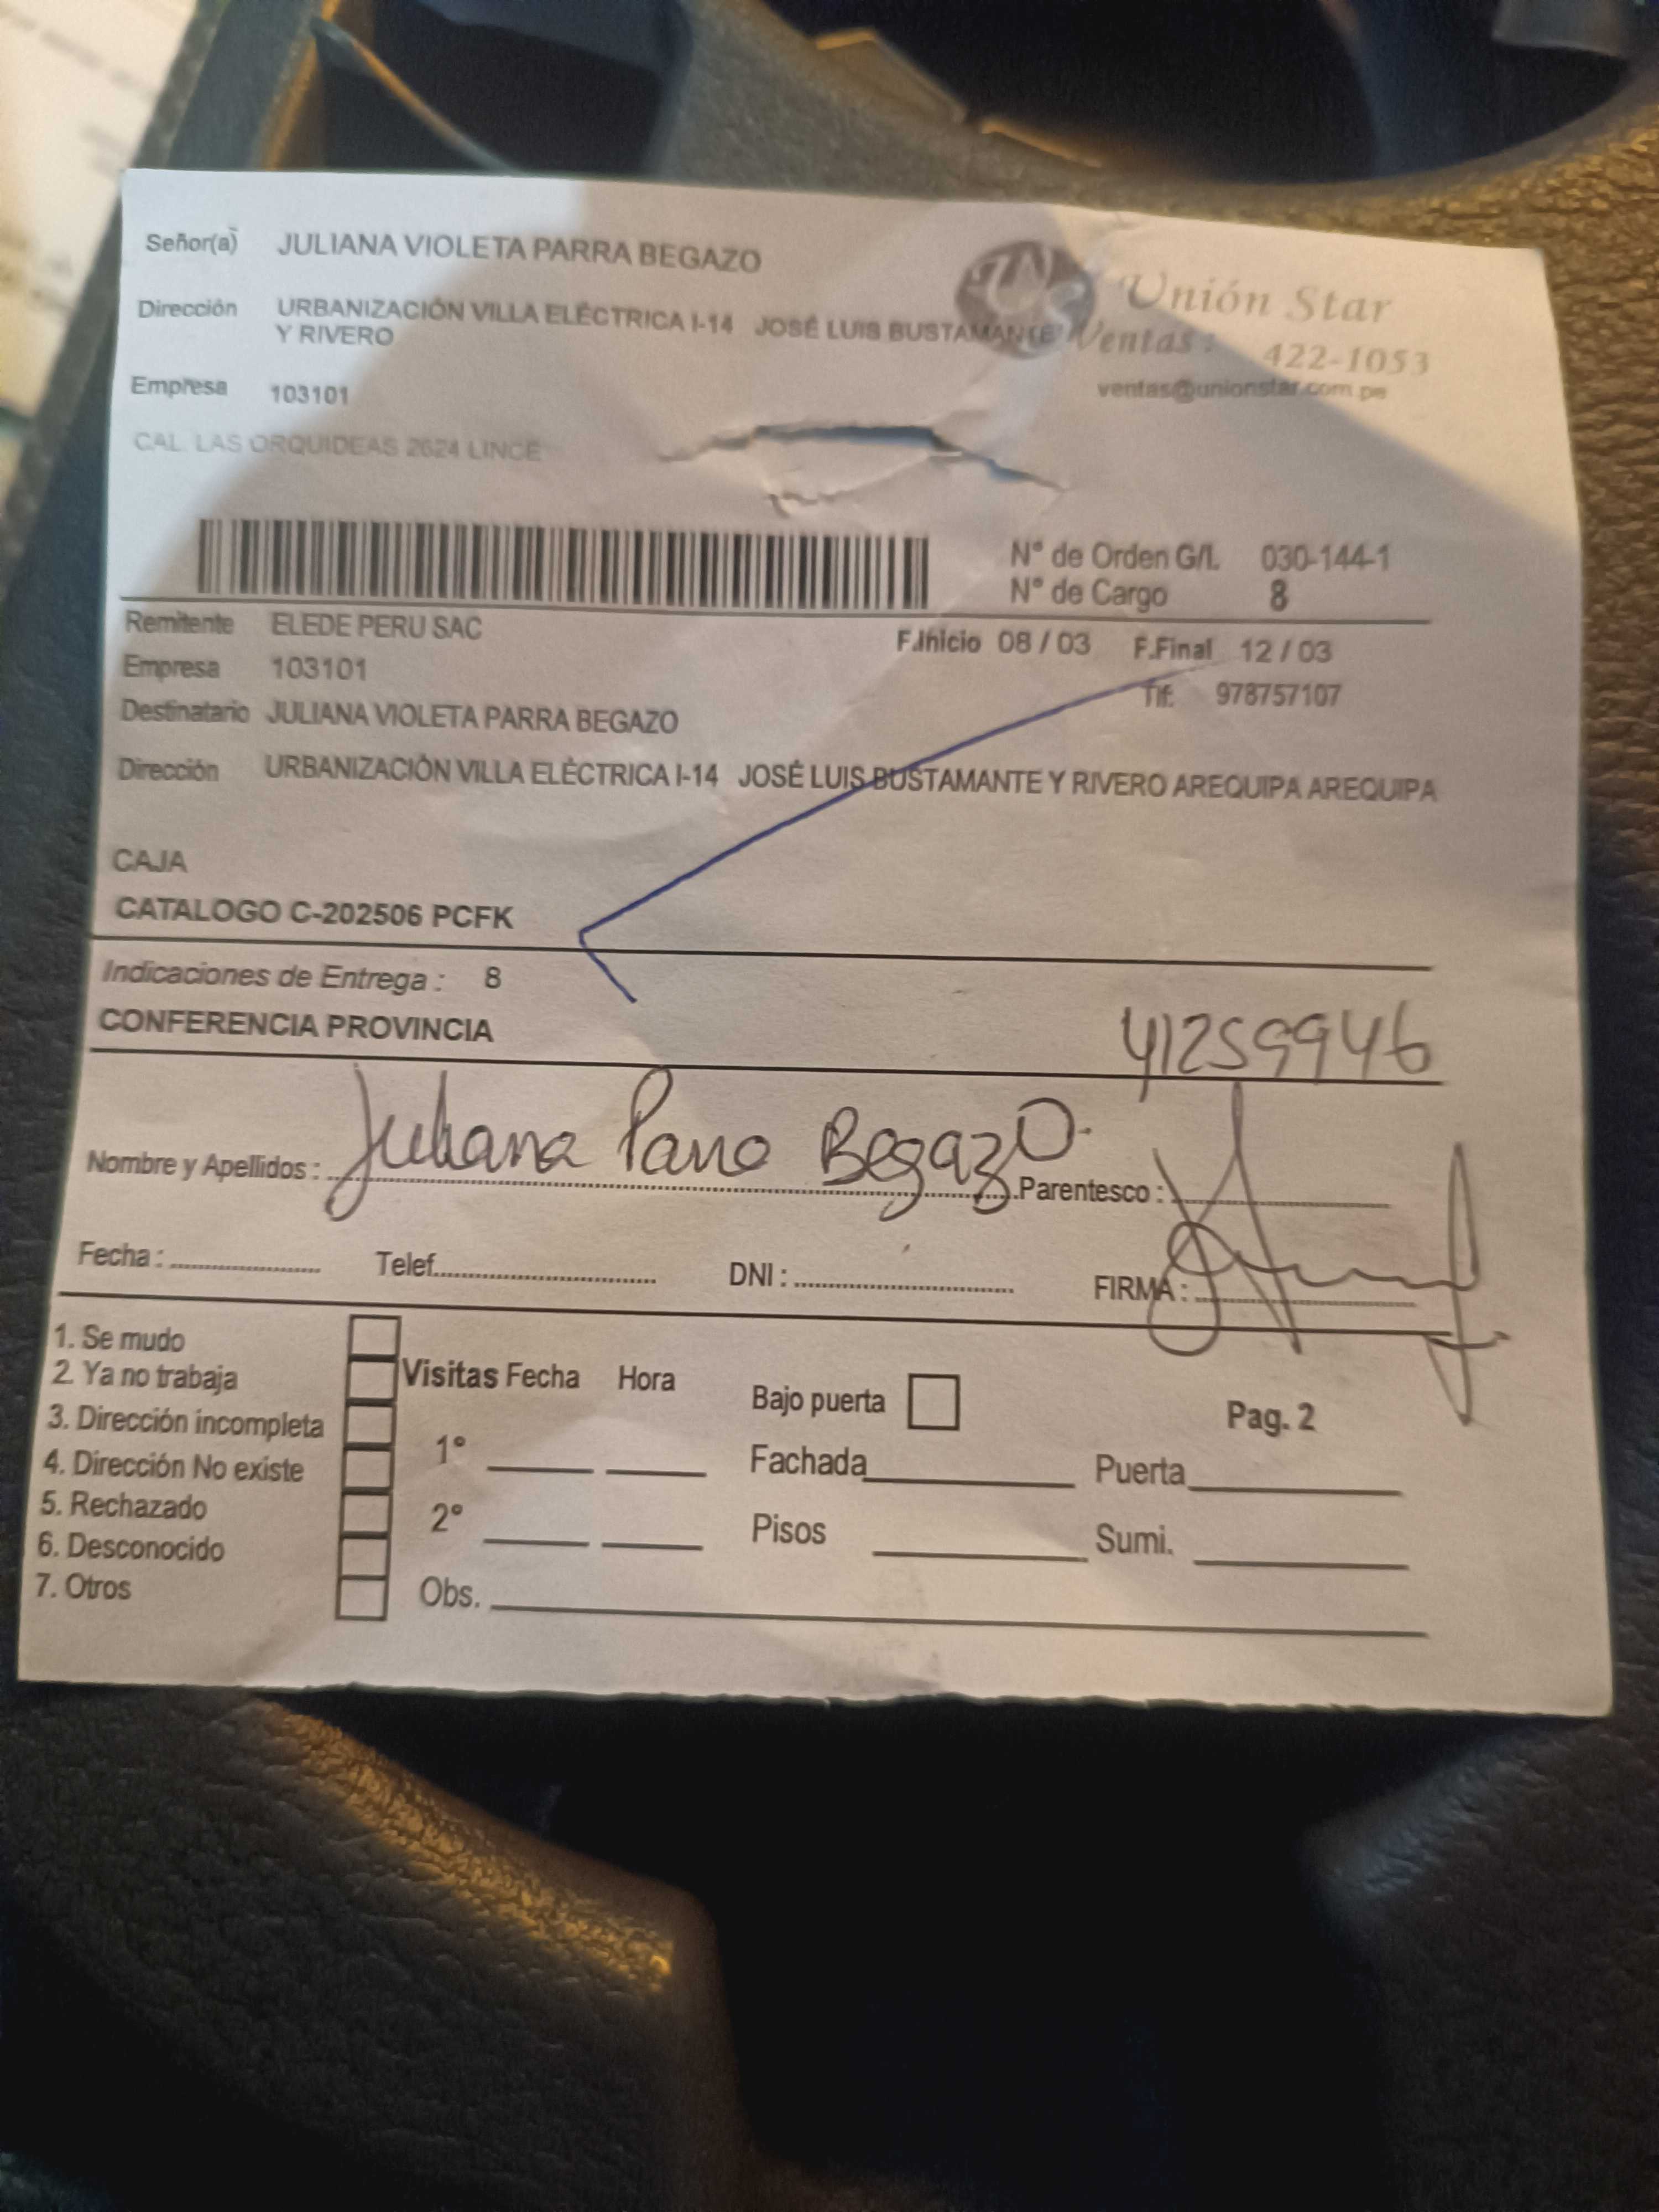 Señor(a) JULIANA VIOLETA PARRA BEGAZO
Unión Star
Dirección URBANIZACIÓN VILLA ELÉCTRICA I-14 JOSÉ LUIS BUSTAMANTE
Y RIVERO
Ventas : 422-1053
ventas@unionstar.com.pe
Empresa 103101
CAL. LAS ORQUIDEAS 2624 LINCE
N° de Orden G/I. 030-144-1
N° de Cargo 8
Remitente ELEDE PERU SAC
F.Inicio 08 / 03 F.Final 12 / 03
Empresa 103101
Tlf: 978757107
Destinatario JULIANA VIOLETA PARRA BEGAZO
Dirección URBANIZACIÓN VILLA ELÉCTRICA I-14 JOSÉ LUIS BUSTAMANTE Y RIVERO AREQUIPA AREQUIPA
CAJA
CATALOGO C-202506 PCFK
Indicaciones de Entrega : 8
CONFERENCIA PROVINCIA
41259946
Nombre y Apellidos : Juliana Parra Begazo. Parentesco :
Fecha : Telef. DNI : FIRMA :
1. Se mudo
2. Ya no trabaja
3. Dirección incompleta
4. Dirección No existe
5. Rechazado
6. Desconocido
7. Otros
Visitas Fecha Hora
1°
2°
Obs.
Bajo puerta
Pag. 2
Fachada Puerta
Pisos Sumi.